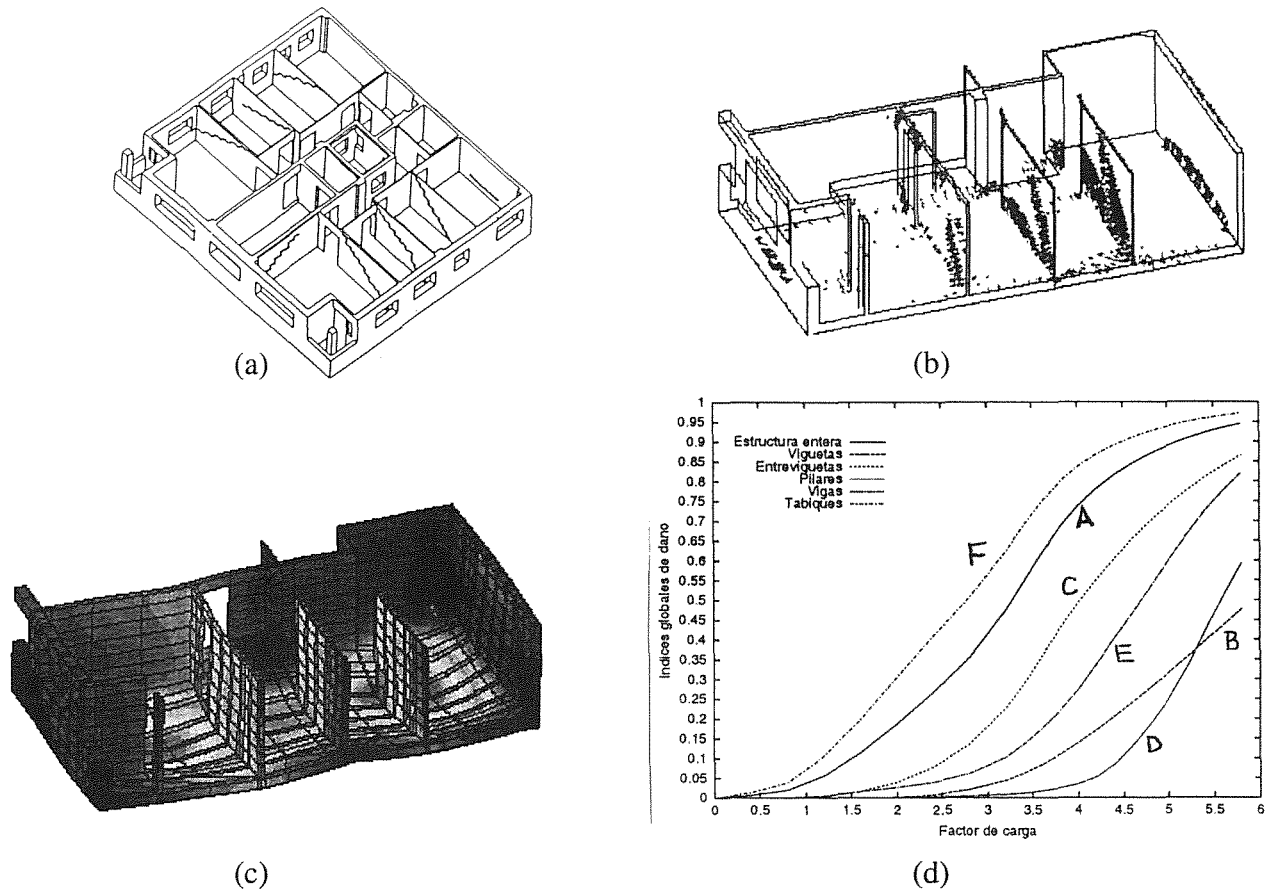 (a)
(b)
(c)
Indices globales de dano
1
0.95
0.9
0.85
0.8
0.75
0.7
0.65
0.6
0.55
0.5
0.45
0.4
0.35
0.3
0.25
0.2
0.15
0.1
0.05
0
Estructura entera
Viguetas
Entreviguetas
Pilares
Vigas
Tabiques
F
A
C
E
B
D
0 0.5 1 1.5 2 2.5 3 3.5 4 4.5 5 5.5 6
Factor de carga
(d)